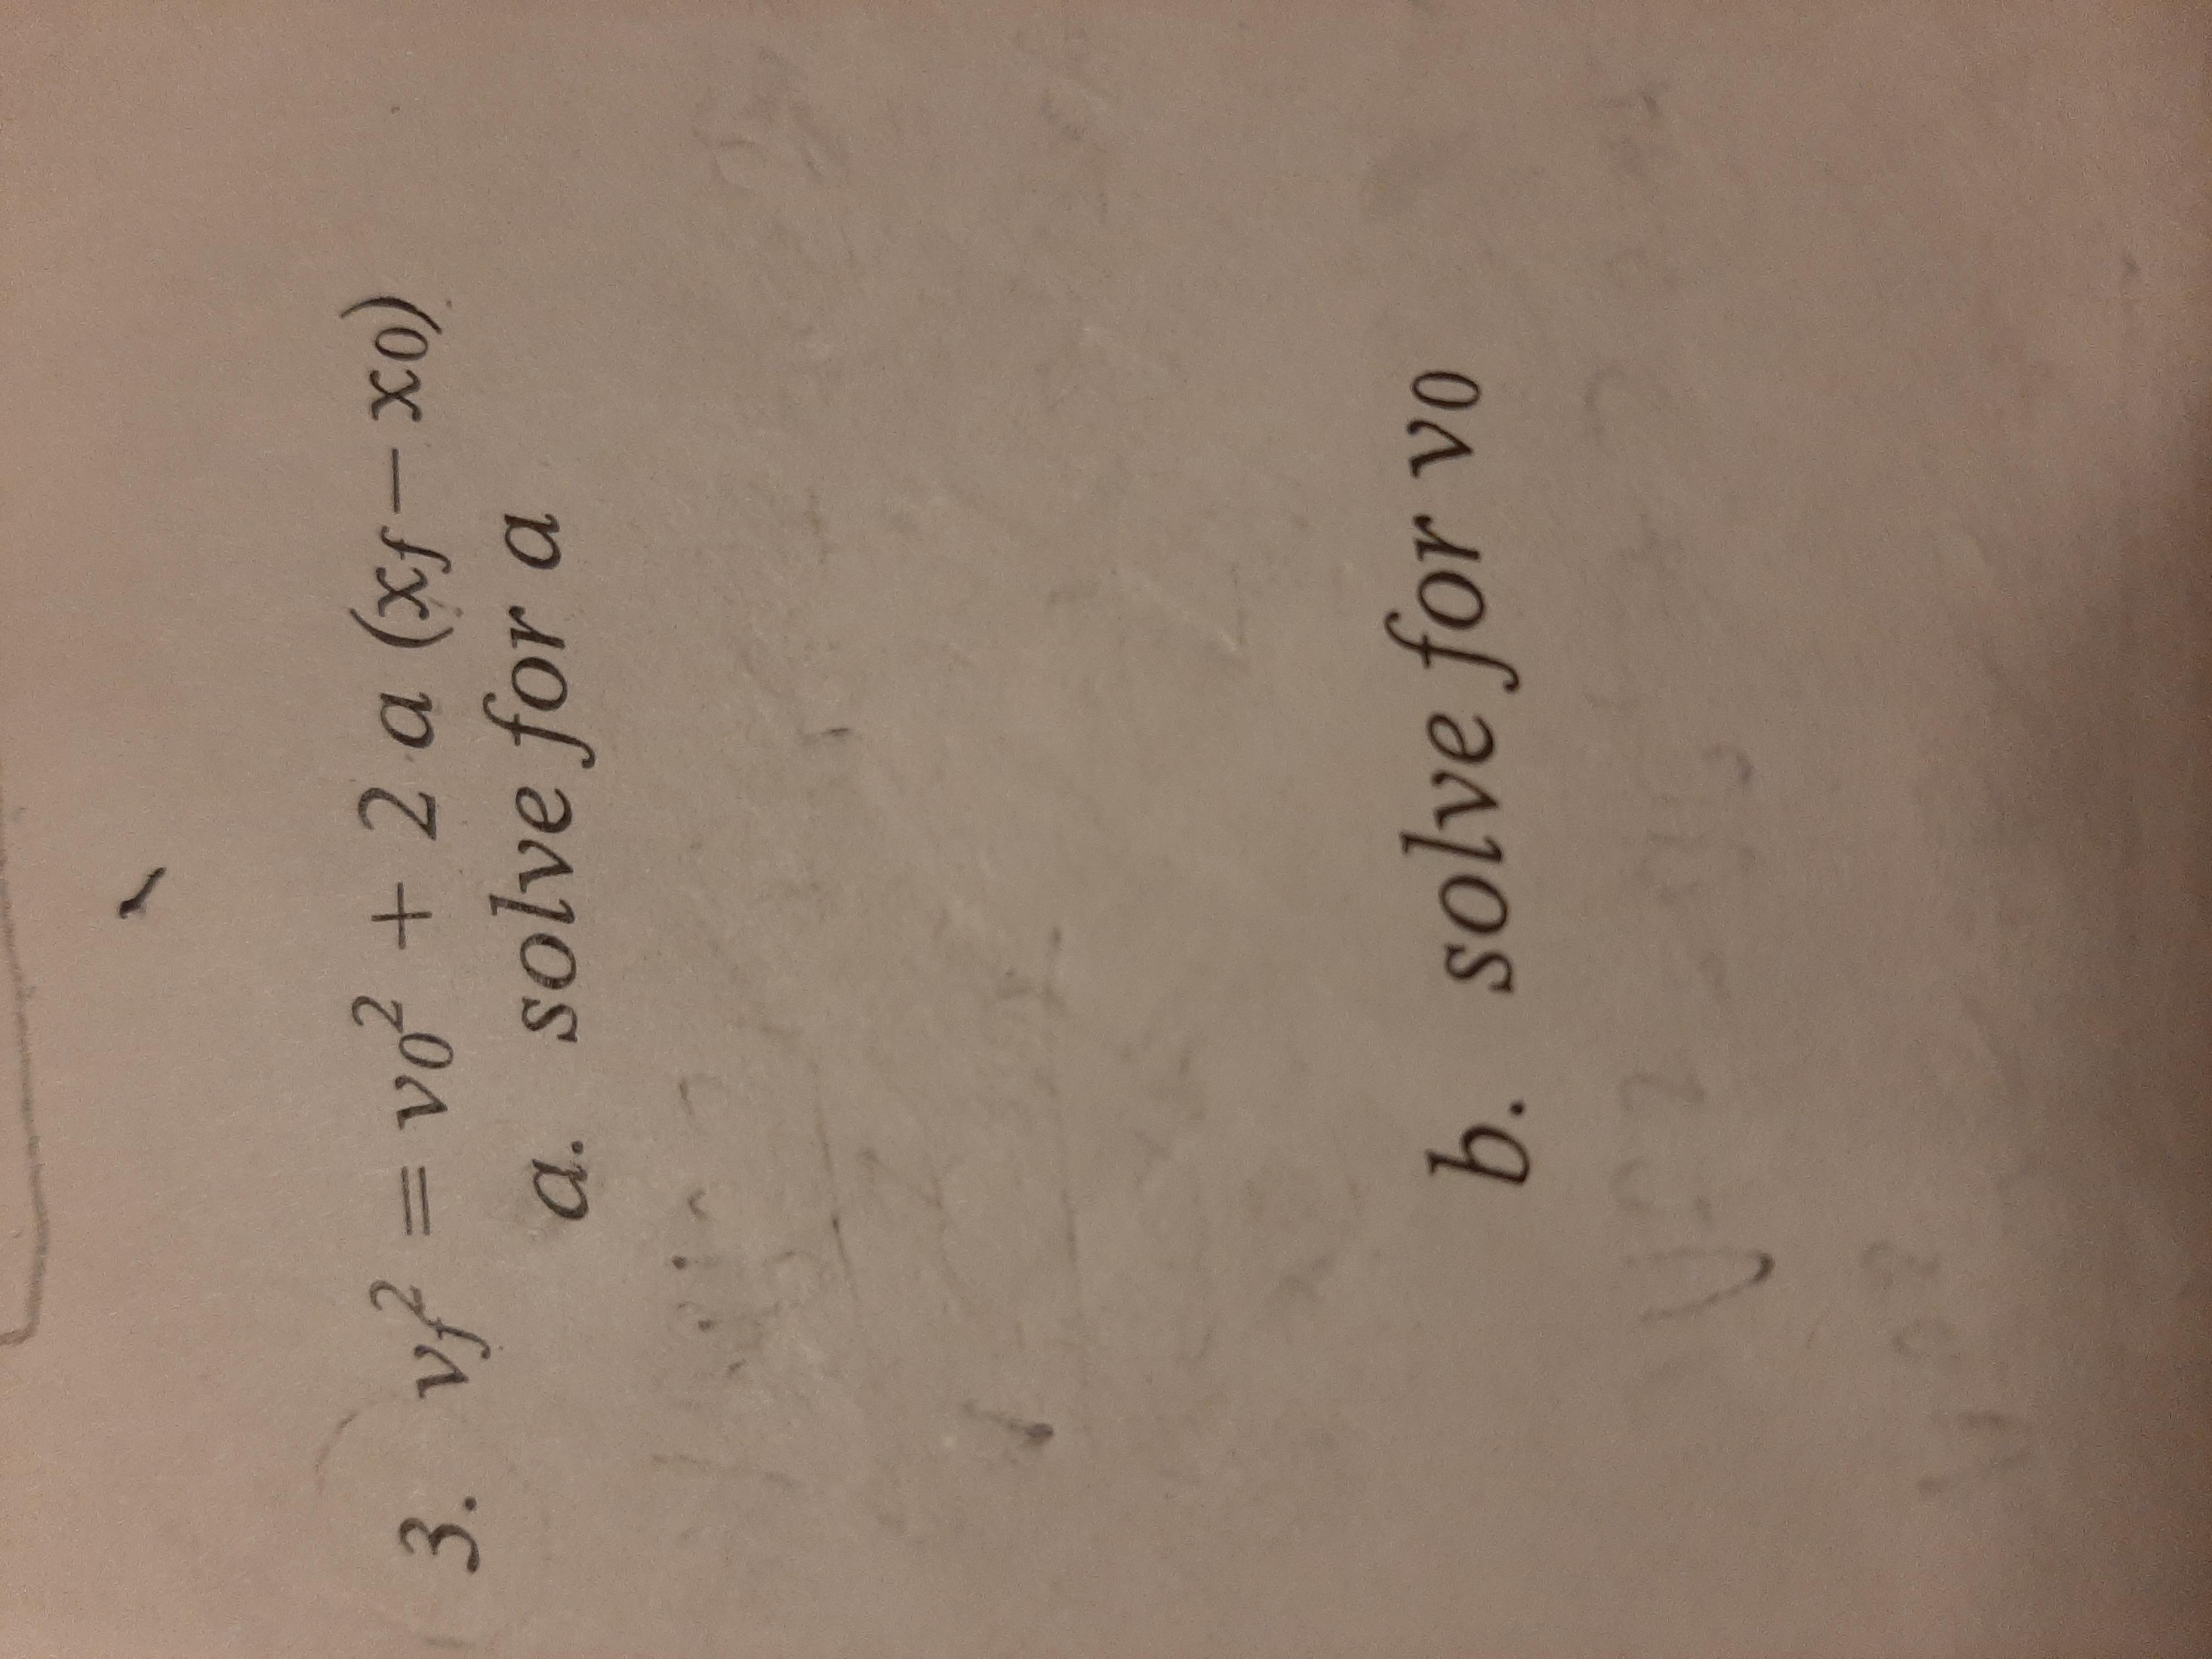 3. vf² = v₀² + 2 a (xf − x₀)
a. solve for a
b. solve for v₀